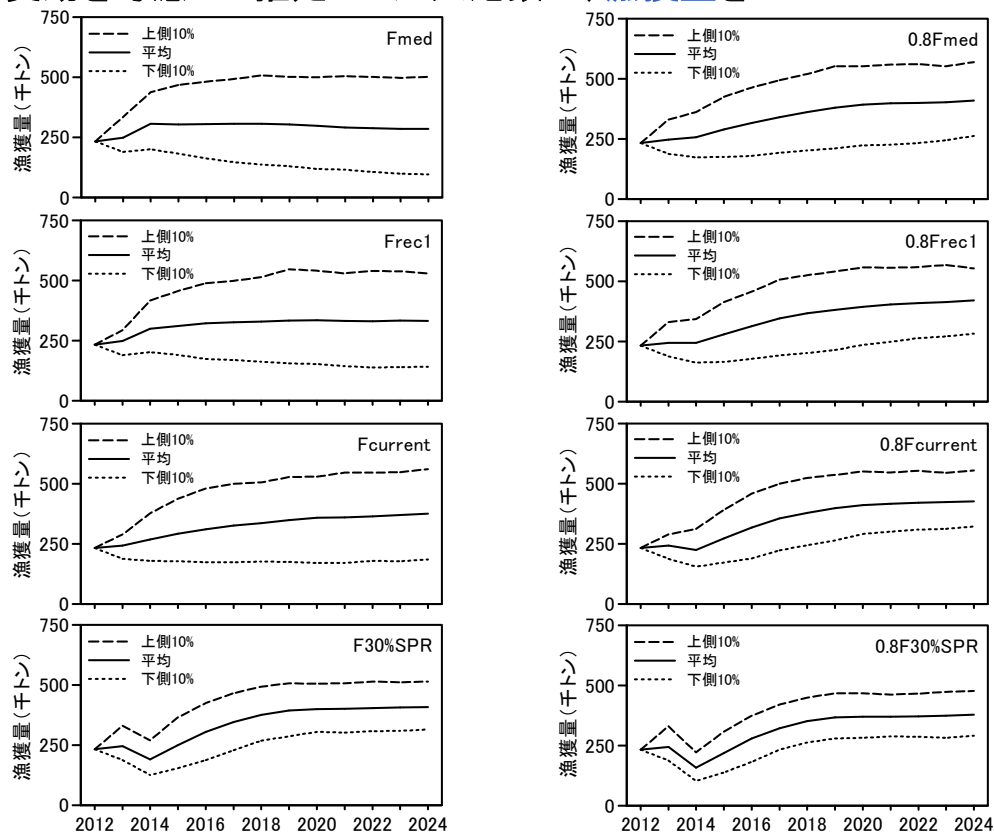 750
500
250
0
漁獲量(千トン)
上側10%
平均
下側10%
Fmed
750
500
250
0
漁獲量(千トン)
上側10%
平均
下側10%
0.8Fmed
750
500
250
0
漁獲量(千トン)
上側10%
平均
下側10%
Frec1
750
500
250
0
漁獲量(千トン)
上側10%
平均
下側10%
0.8Frec1
750
500
250
0
漁獲量(千トン)
上側10%
平均
下側10%
Fcurrent
750
500
250
0
漁獲量(千トン)
上側10%
平均
下側10%
0.8Fcurrent
750
500
250
0
漁獲量(千トン)
上側10%
平均
下側10%
F30%SPR
2012 2014 2016 2018 2020 2022 2024
750
500
250
0
漁獲量(千トン)
上側10%
平均
下側10%
0.8F30%SPR
2012 2014 2016 2018 2020 2022 2024